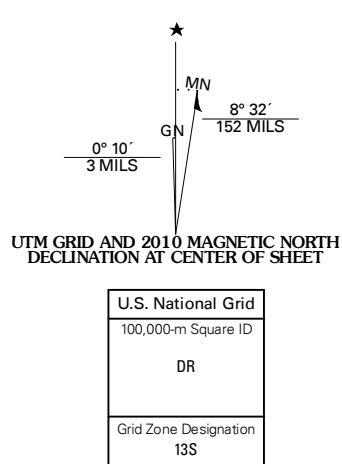 MN
GN
8° 32´
152 MILS
0° 10´
3 MILS
UTM GRID AND 2010 MAGNETIC NORTH
DECLINATION AT CENTER OF SHEET
U.S. National Grid
100,000-m Square ID
DR
Grid Zone Designation
13S